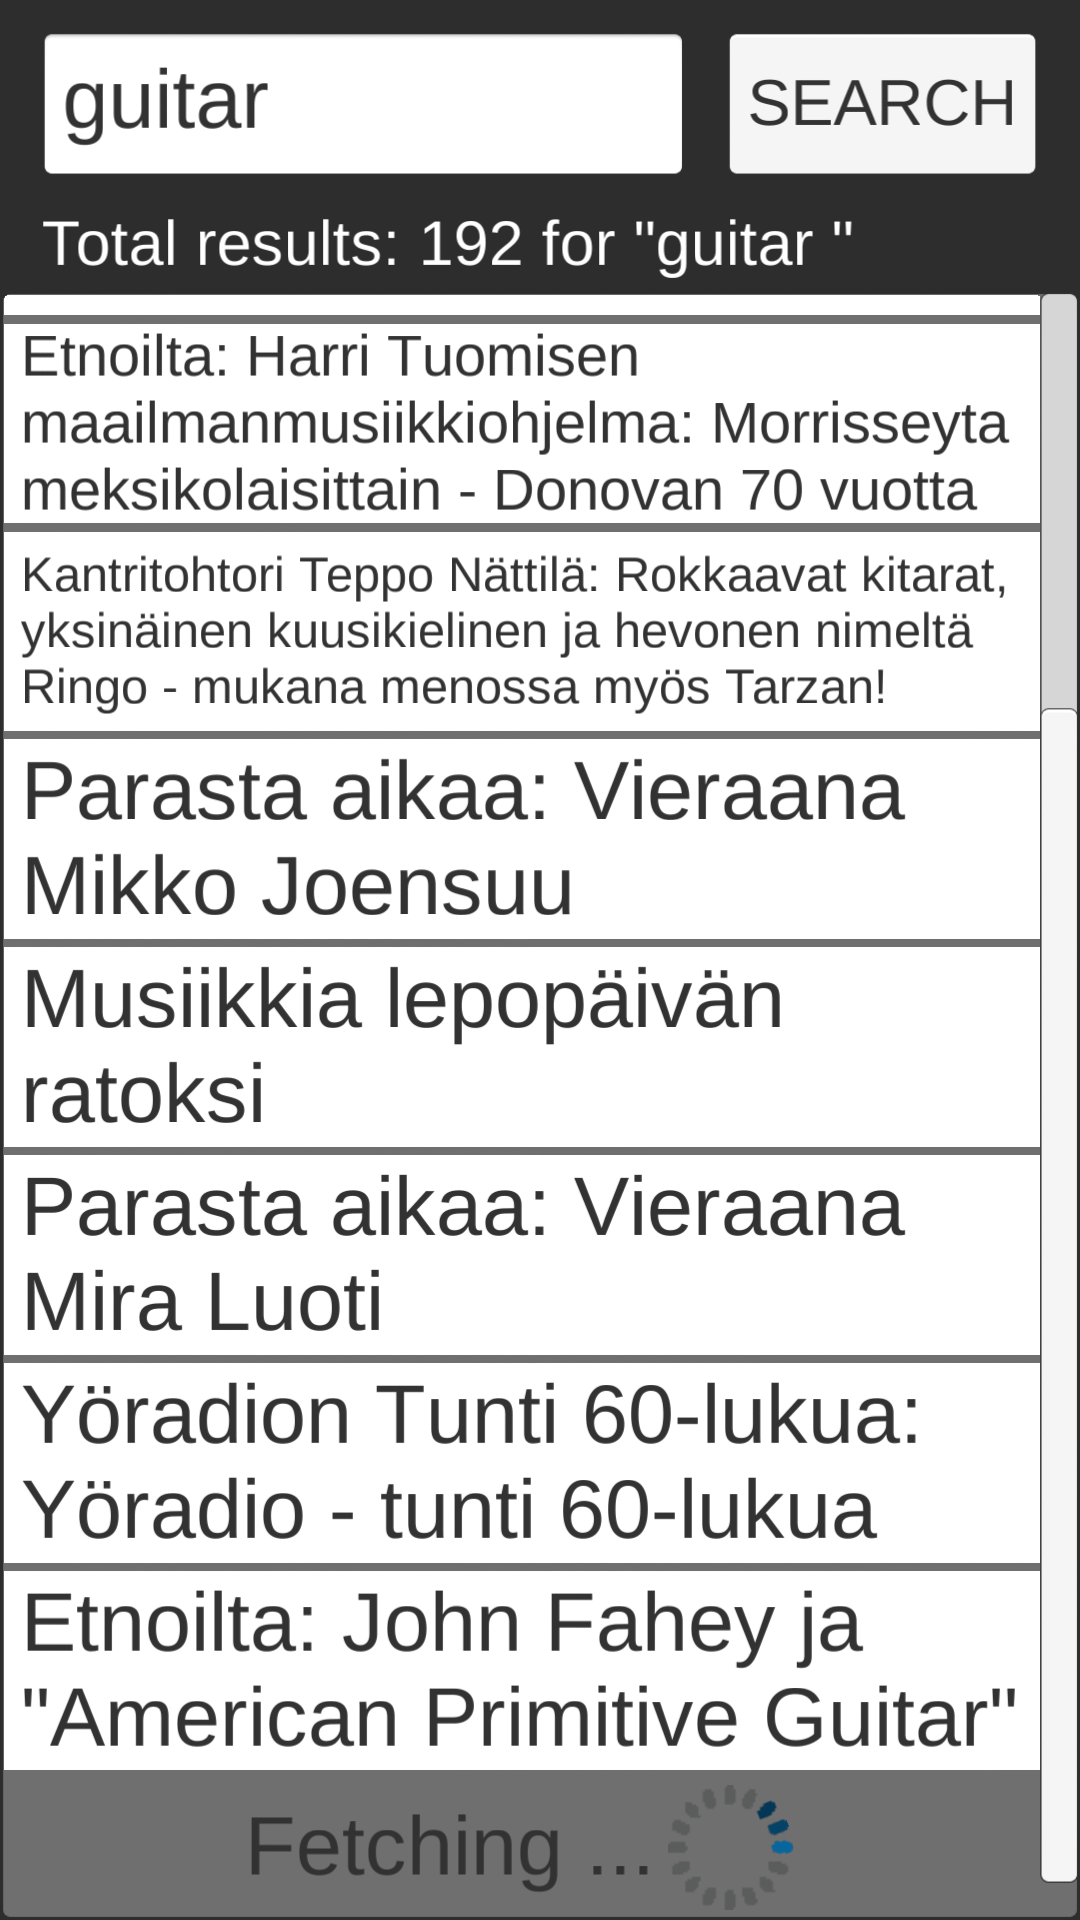 guitar
SEARCH
Total results: 192 for "guitar "
Etnoilta: Harri Tuomisen
maailmanmusiikkiohjelma: Morrisseyta
meksikolaisittain - Donovan 70 vuotta
Kantritohtori Teppo Nättilä: Rokkaavat kitarat,
yksinäinen kuusikielinen ja hevonen nimeltä
Ringo - mukana menossa myös Tarzan!
Parasta aikaa: Vieraana
Mikko Joensuu
Musiikkia lepopäivän
ratoksi
Parasta aikaa: Vieraana
Mira Luoti
Yöradion Tunti 60-lukua:
Yöradio - tunti 60-lukua
Etnoilta: John Fahey ja
"American Primitive Guitar"
Fetching ...